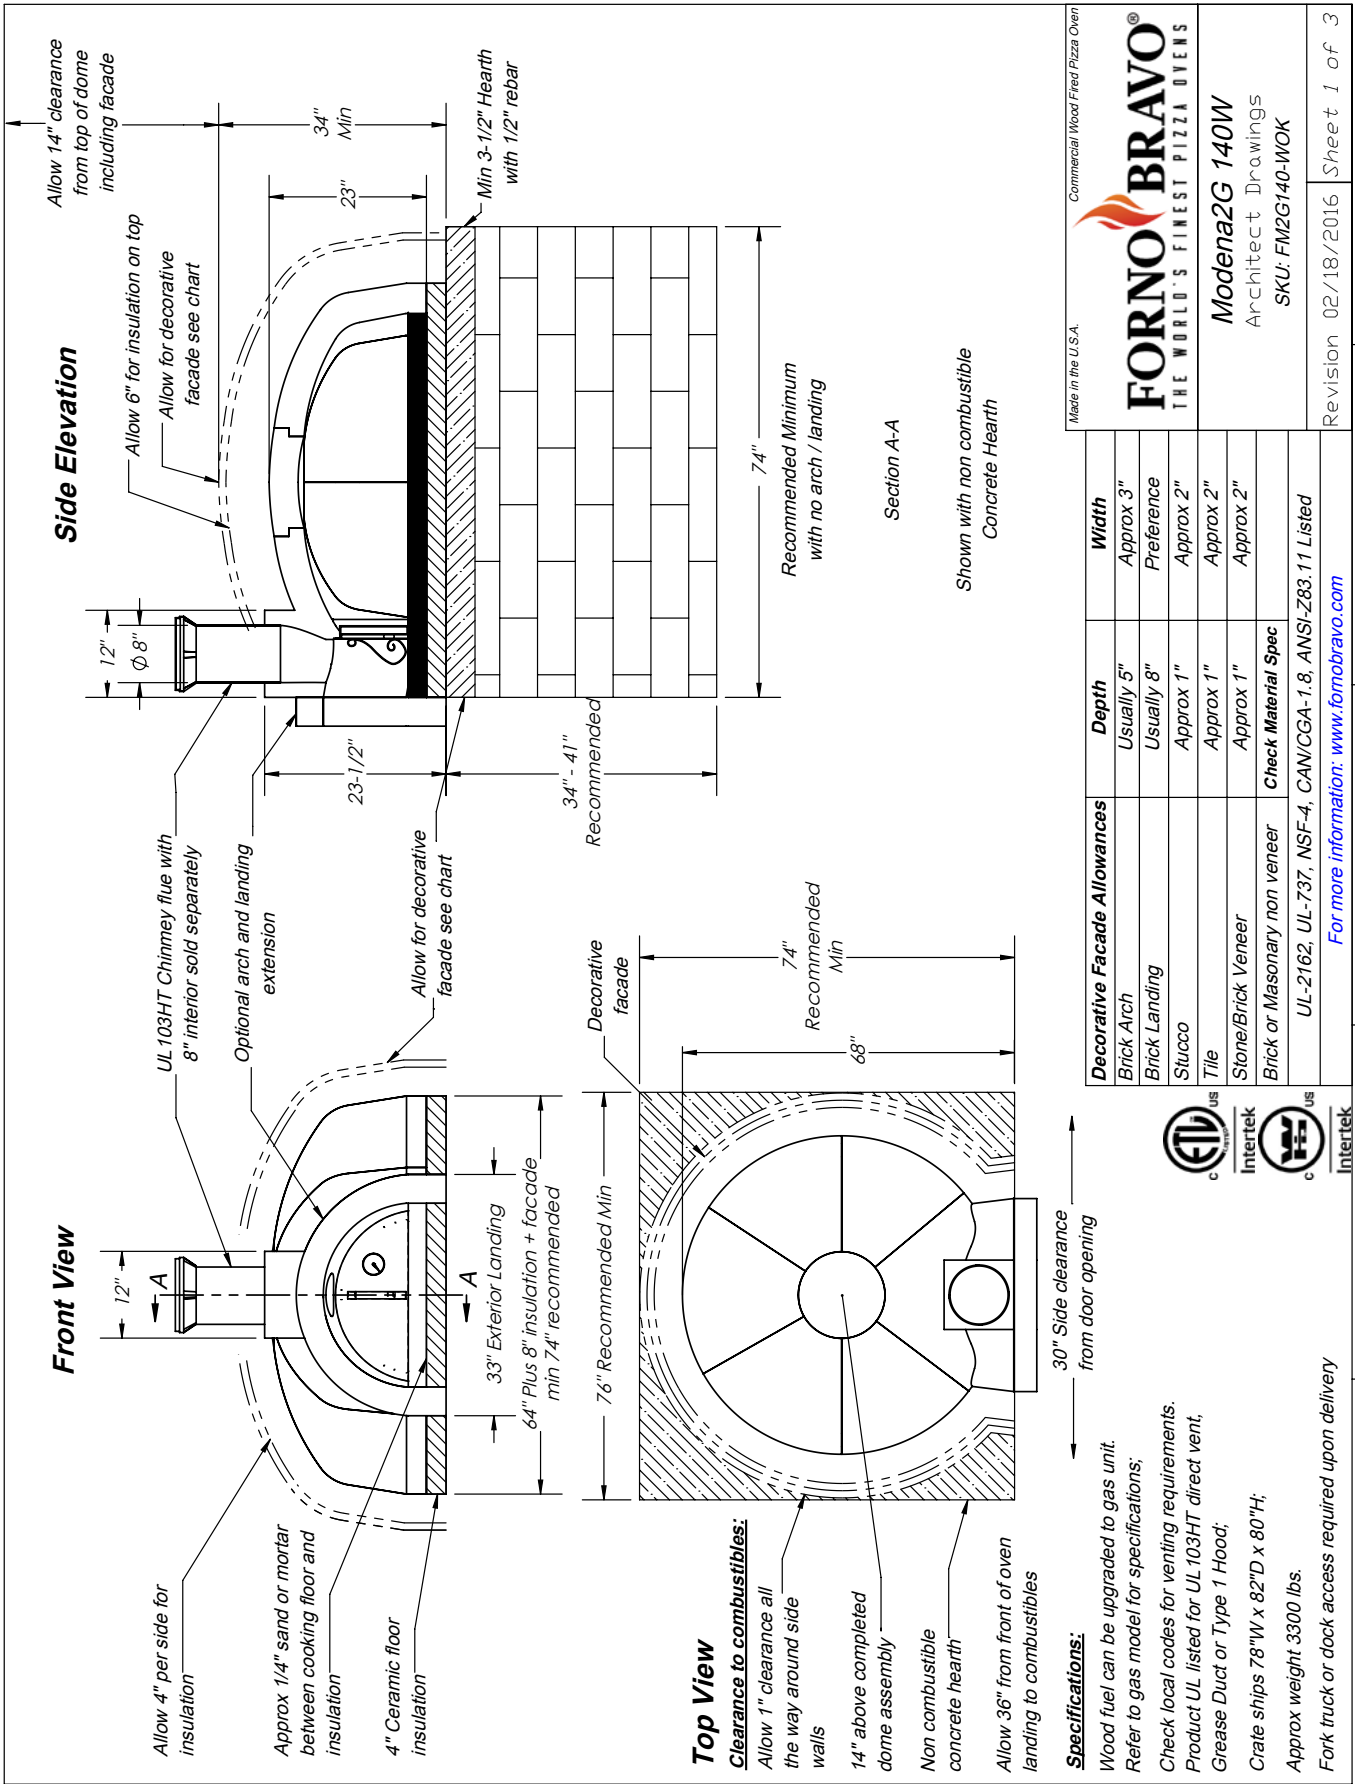 Front View
Side Elevation
Allow 4" per side for
insulation
Approx 1/4" sand or mortar
between cooking floor and
insulation
4" Ceramic floor
insulation
12"
A
A
33" Exterior Landing
64" Plus 8" insulation + facade
min 74" recommended
UL103HT Chinmey flue with
8" interior sold separately
Optional arch and landing
extension
Allow for decorative
facade see chart
12"
Φ 8"
23-1/2"
34" - 41"
Recommended
Allow 6" for insulation on top
Allow for decorative
facade see chart
Allow 14" clearance
from top of dome
including facade
34"
Min
23"
Min 3-1/2" Hearth
with 1/2" rebar
74"
Recommended Minimum
with no arch / landing
Section A-A
Shown with non combustible
Concrete Hearth
Top View
Clearance to combustibles:
Allow 1" clearance all
the way around side
walls
14" above completed
dome assembly
Non combustible
concrete hearth
Allow 36" from front of oven
landing to combustibles
76" Recommended Min
Decorative
facade
74"
Recommended
Min
68"
30" Side clearance
from door opening
Specifications:
Wood fuel can be upgraded to gas unit.
Refer to gas model for specifications;
Check local codes for venting requirements.
Product UL listed for UL103HT direct vent,
Grease Duct or Type 1 Hood;
Crate ships 78"W x 82"D x 80"H;
Approx weight 3300 lbs.
Fork truck or dock access required upon delivery
C ETL US
LISTED
Intertek
C WH US
Intertek
Decorative Facade Allowances Depth Width
Brick Arch Usually 5" Approx 3"
Brick Landing Usually 8" Preference
Stucco Approx 1" Approx 2"
Tile Approx 1" Approx 2"
Stone/Brick Veneer Approx 1" Approx 2"
Brick or Masonary non veneer Check Material Spec
UL-2162, UL-737, NSF-4, CAN/CGA-1.8, ANSI-Z83.11 Listed
For more information: www.fornobravo.com
Made in the U.S.A. Commercial Wood Fired Pizza Oven
FORNO BRAVO®
THE WORLD'S FINEST PIZZA OVENS
Modena2G 140W
Architect Drawings
SKU: FM2G140-WOK
Revision 02/18/2016 Sheet 1 of 3